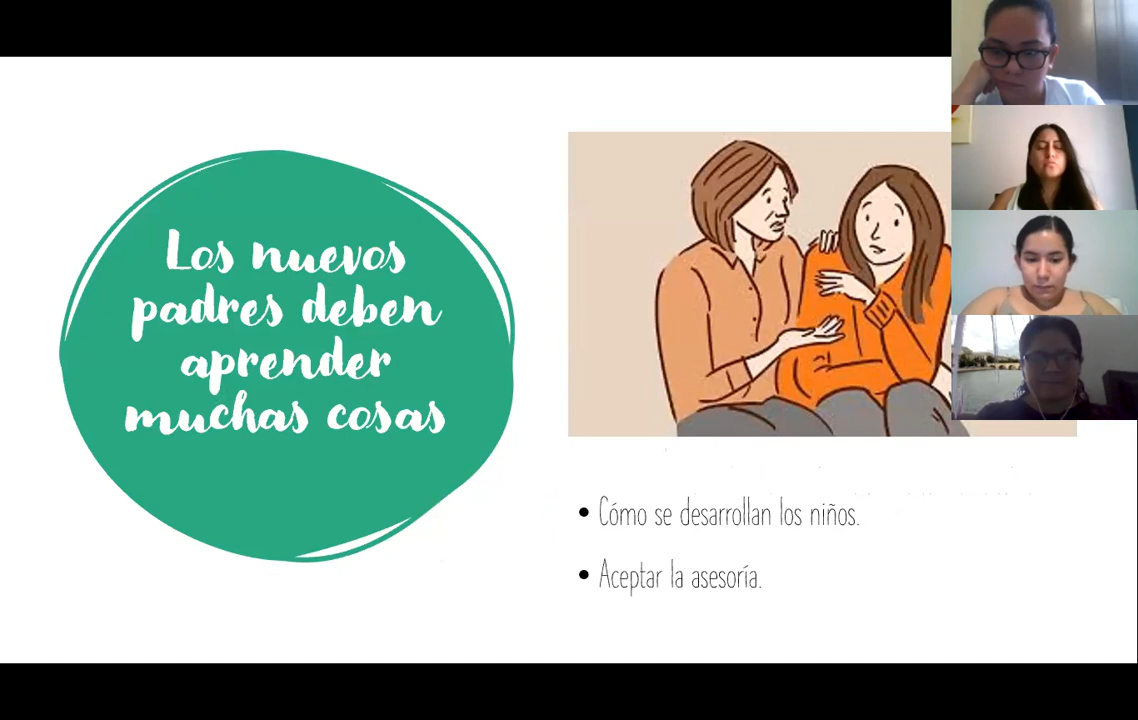 Los nuevos
padres deben
aprender
muchas cosas
• Cómo se desarrollan los niños.
• Aceptar la asesoría.